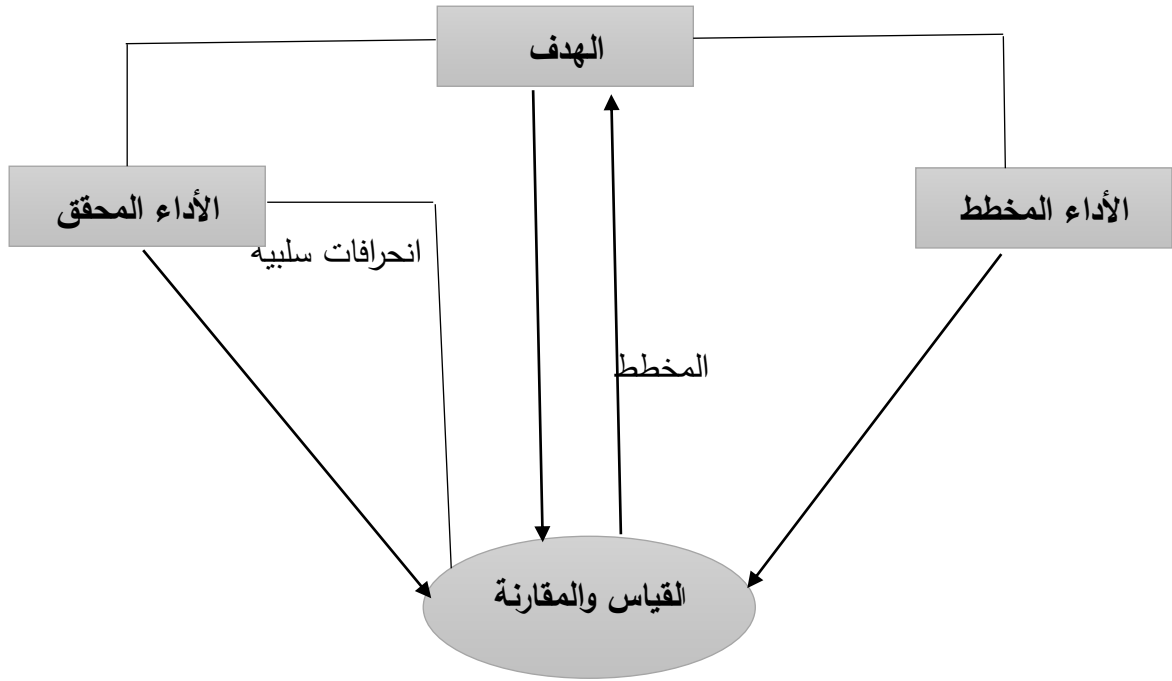 الهدف
الأداء المخطط
الأداء المحقق
انحرافات سلبيه
المخطط
القياس والمقارنة